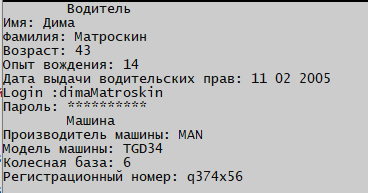 Водитель
Имя: Дима
Фамилия: Матроскин
Возраст: 43
Опыт вождения: 14
Дата выдачи водительских прав: 11 02 2005
Login :dimaMatroskin
Пароль: **********
Машина
Производитель машины: MAN
Модель машины: TGD34
Колесная база: 6
Регистрационный номер: q374x56